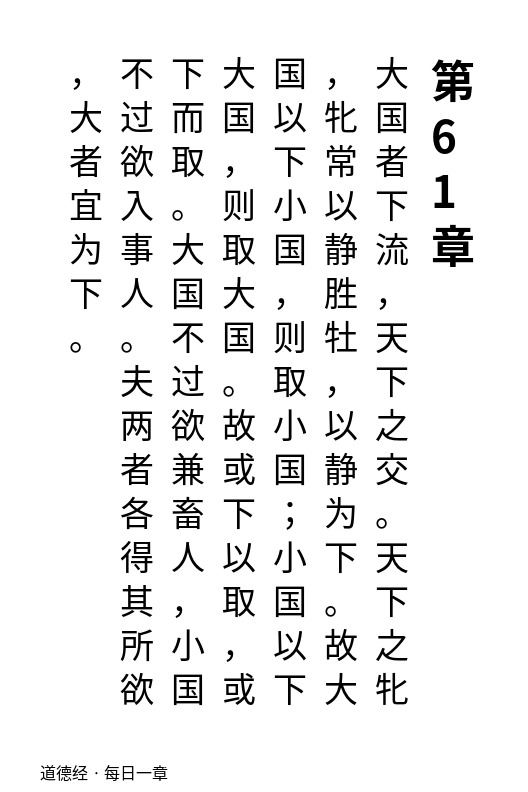 第61章
大国者下流，天下之交。天下之牝
，牝常以静胜牡，以静为下。故大
国以下小国，则取小国；小国以下
大国，则取大国。故或下以取，或
下而取。大国不过欲兼畜人，小国
不过欲入事人。夫两者各得其所欲
，大者宜为下。
道德经 · 每日一章